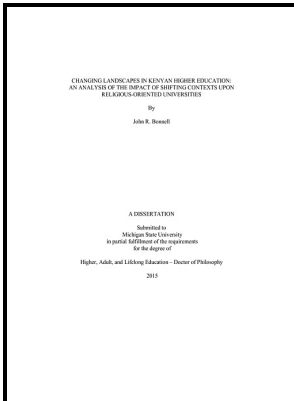 CHANGING LANDSCAPES IN KENYAN HIGHER EDUCATION:
AN ANALYSIS OF THE IMPACT OF SHIFTING CONTEXTS UPON
RELIGIOUS-ORIENTED UNIVERSITIES
By
John R. Bonnell
A DISSERTATION
Submitted to
Michigan State University
in partial fulfillment of the requirements
for the degree of
Higher, Adult, and Lifelong Education – Doctor of Philosophy
2015